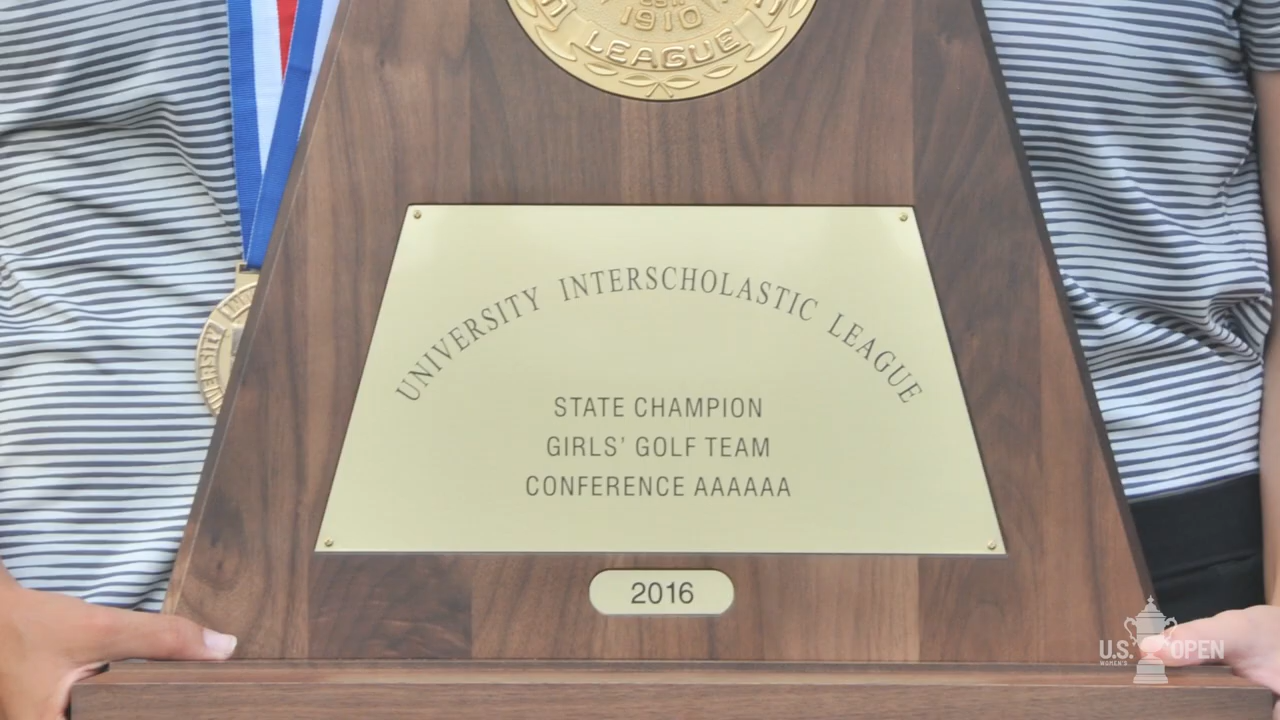 1910
LEAGUE
UNIVERSITY INTERSCHOLASTIC LEAGUE
STATE CHAMPION
GIRLS' GOLF TEAM
CONFERENCE AAAAAA
2016
U.S. OPEN
WOMEN'S